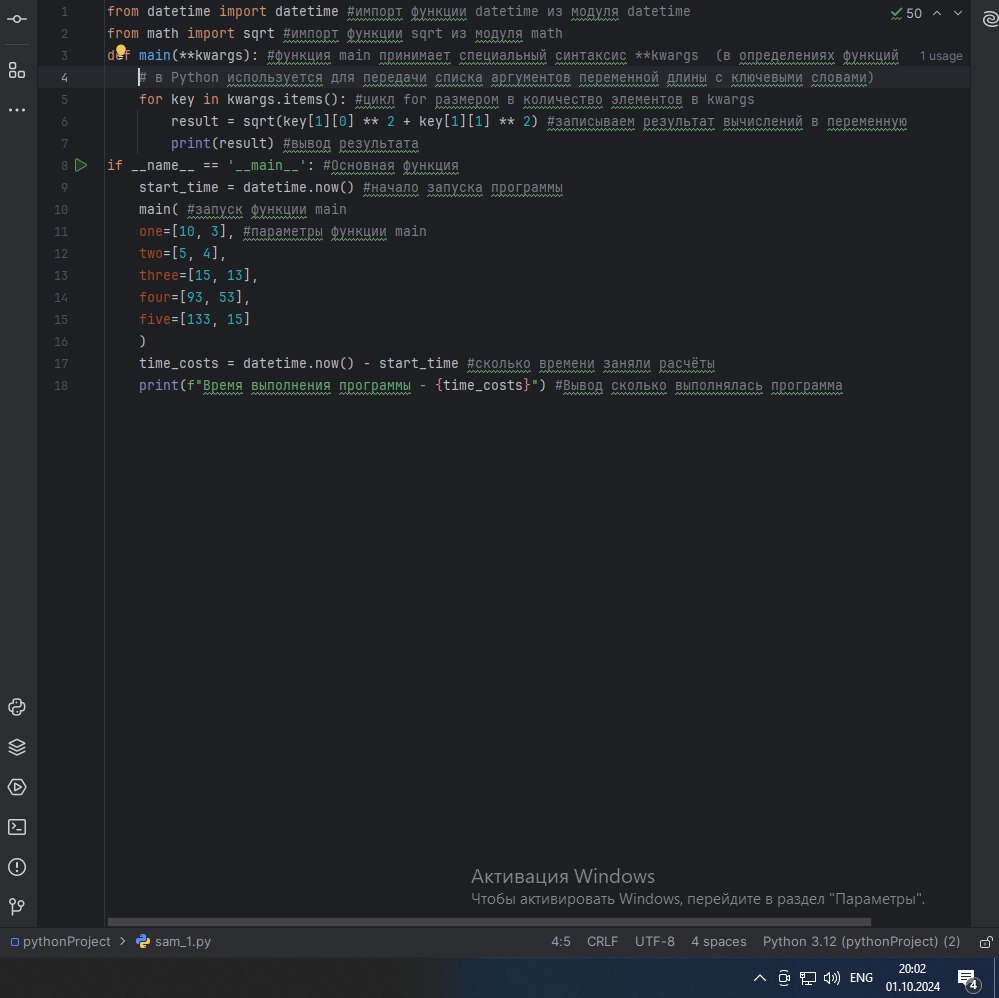 1 from datetime import datetime #импорт функции datetime из модуля datetime
50
2 from math import sqrt #импорт функции sqrt из модуля math
3 def main(**kwargs): #функция main принимает специальный синтаксис **kwargs (в определениях функций 1 usage
4 # в Python используется для передачи списка аргументов переменной длины с ключевыми словами)
5 for key in kwargs.items(): #цикл for размером в количество элементов в kwargs
6 result = sqrt(key[1][0] ** 2 + key[1][1] ** 2) #записываем результат вычислений в переменную
7 print(result) #вывод результата
8 if __name__ == '__main__': #Основная функция
9 start_time = datetime.now() #начало запуска программы
10 main( #запуск функции main
11 one=[10, 3], #параметры функции main
12 two=[5, 4],
13 three=[15, 13],
14 four=[93, 53],
15 five=[133, 15]
16 )
17 time_costs = datetime.now() - start_time #сколько времени заняли расчёты
18 print(f"Время выполнения программы - {time_costs}") #Вывод сколько выполнялась программа
Активация Windows
Чтобы активировать Windows, перейдите в раздел "Параметры".
pythonProject > sam_1.py 4:5 CRLF UTF-8 4 spaces Python 3.12 (pythonProject) (2)
ENG 20:02
01.10.2024 4